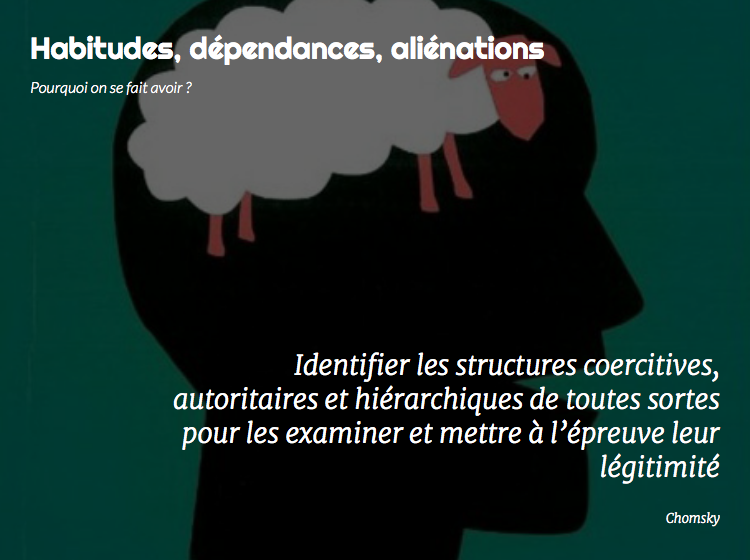 Habitudes, dépendances, aliénations
Pourquoi on se fait avoir ?
Identifier les structures coercitives,
autoritaires et hiérarchiques de toutes sortes
pour les examiner et mettre à l’épreuve leur
légitimité
Chomsky